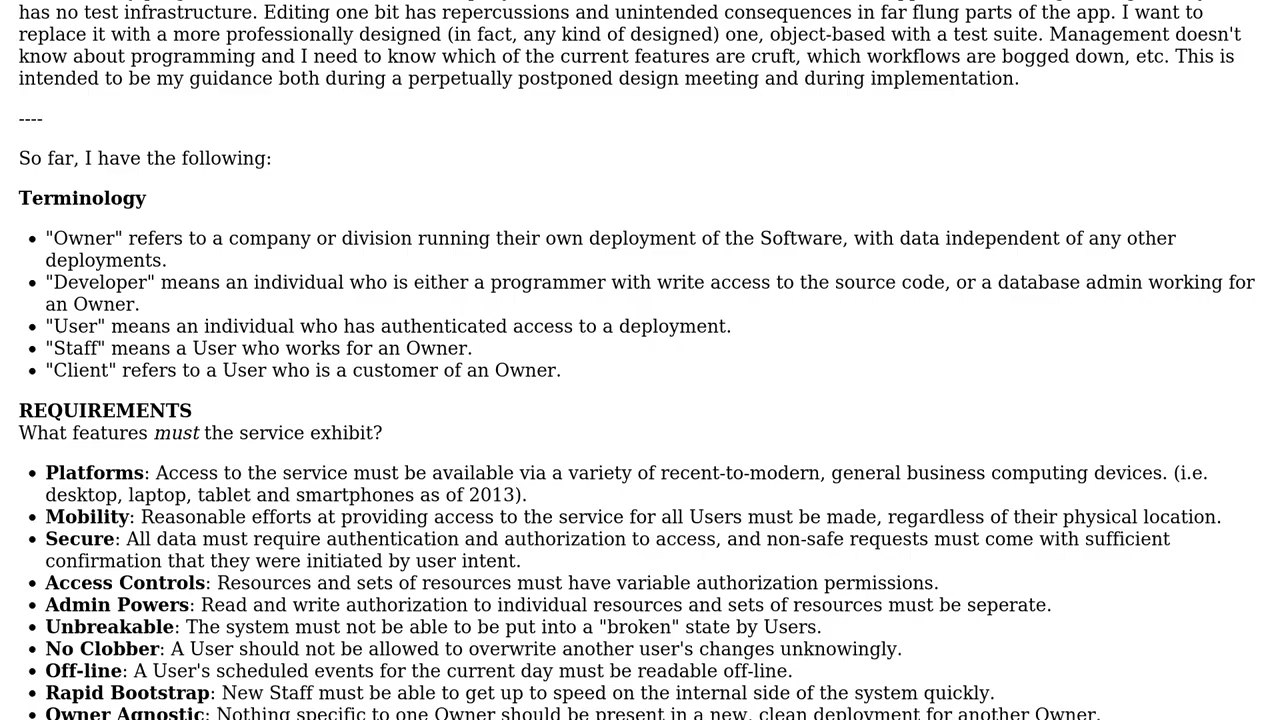 has no test infrastructure. Editing one bit has repercussions and unintended consequences in far flung parts of the app. I want to
replace it with a more professionally designed (in fact, any kind of designed) one, object-based with a test suite. Management doesn't
know about programming and I need to know which of the current features are cruft, which workflows are bogged down, etc. This is
intended to be my guidance both during a perpetually postponed design meeting and during implementation.
----
So far, I have the following:
Terminology
• "Owner" refers to a company or division running their own deployment of the Software, with data independent of any other
deployments.
• "Developer" means an individual who is either a programmer with write access to the source code, or a database admin working for
an Owner.
• "User" means an individual who has authenticated access to a deployment.
• "Staff" means a User who works for an Owner.
• "Client" refers to a User who is a customer of an Owner.
REQUIREMENTS
What features must the service exhibit?
• Platforms: Access to the service must be available via a variety of recent-to-modern, general business computing devices. (i.e.
desktop, laptop, tablet and smartphones as of 2013).
• Mobility: Reasonable efforts at providing access to the service for all Users must be made, regardless of their physical location.
• Secure: All data must require authentication and authorization to access, and non-safe requests must come with sufficient
confirmation that they were initiated by user intent.
• Access Controls: Resources and sets of resources must have variable authorization permissions.
• Admin Powers: Read and write authorization to individual resources and sets of resources must be seperate.
• Unbreakable: The system must not be able to be put into a "broken" state by Users.
• No Clobber: A User should not be allowed to overwrite another user's changes unknowingly.
• Off-line: A User's scheduled events for the current day must be readable off-line.
• Rapid Bootstrap: New Staff must be able to get up to speed on the internal side of the system quickly.
• Owner Agnostic: Nothing specific to one Owner should be present in a new, clean deployment for another Owner.